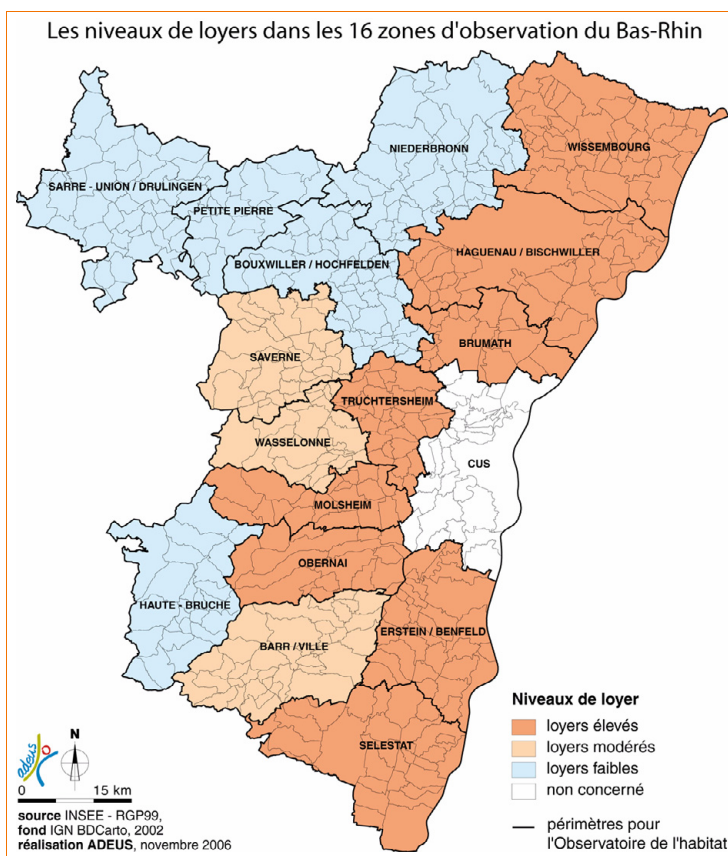 Les niveaux de loyers dans les 16 zones d'observation du Bas-Rhin
NIEDERBRONN
WISSEMBOURG
SARRE - UNION / DRULINGEN
PETITE PIERRE
HAGUENAU / BISCHWILLER
BOUXWILLER / HOCHFELDEN
BRUMATH
SAVERNE
TRUCHTERSHEIM
WASSELONNE
CUS
MOLSHEIM
OBERNAI
HAUTE - BRUCHE
ERSTEIN / BENFELD
BARR / VILLE
SELESTAT
Niveaux de loyer
loyers élevés
loyers modérés
loyers faibles
non concerné
périmètres pour
l'Observatoire de l'habitat
adeus
N
0 15 km
source INSEE - RGP99,
fond IGN BDCarto, 2002
réalisation ADEUS, novembre 2006